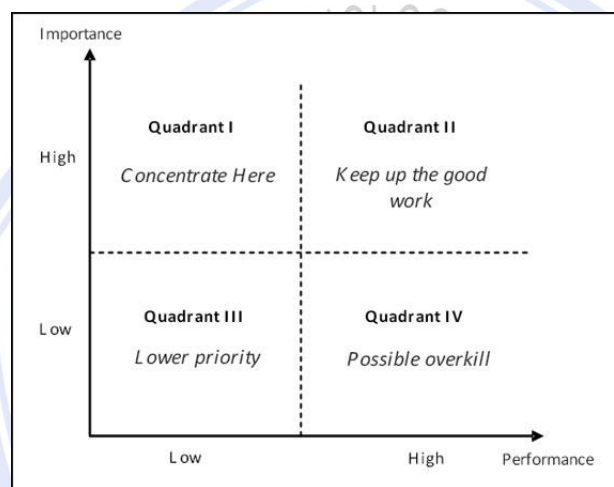 Importance
High
Quadrant I
Quadrant II
Concentrate Here
Keep up the good
work
Low
Quadrant III
Quadrant IV
Lower priority
Possible overkill
Low
High
Performance